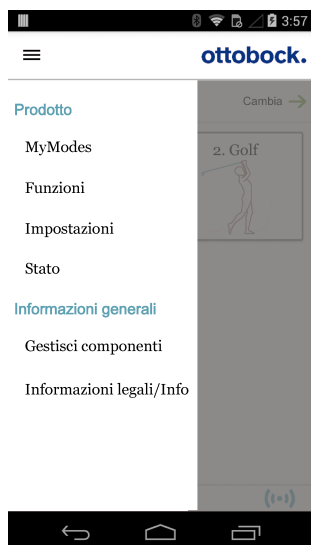 3:57
ottobock.
Prodotto
Cambia
MyModes
2. Golf
Funzioni
Impostazioni
Stato
Informazioni generali
Gestisci componenti
Informazioni legali/Info